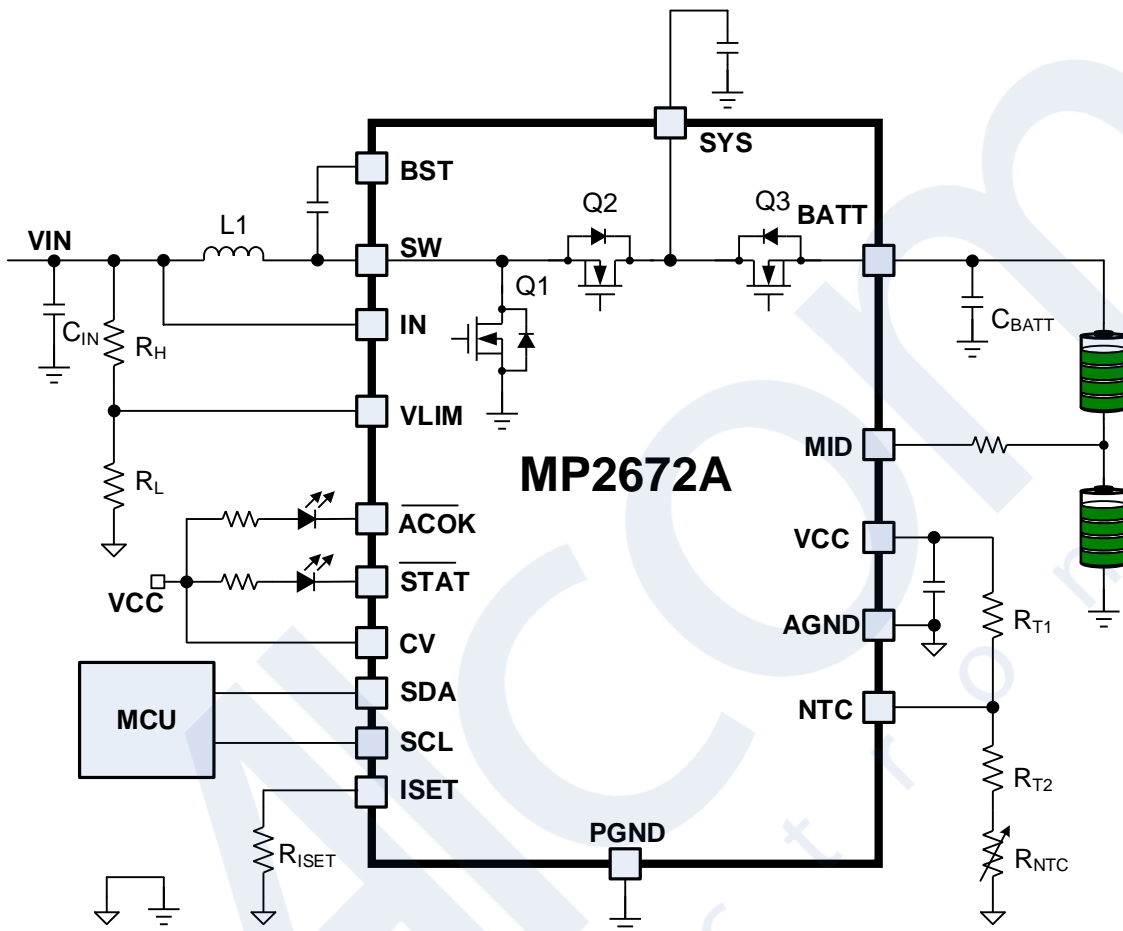 SYS
BST
Q2
Q3
BATT
L1
VIN
SW
Q1
CIN
RH
IN
CBATT
VLIM
MID
MP2672A
RL
ACOK
VCC
STAT
VCC
AGND
RT1
CV
SDA
NTC
MCU
SCL
RT2
ISET
PGND
RISET
RNTC
ALcom